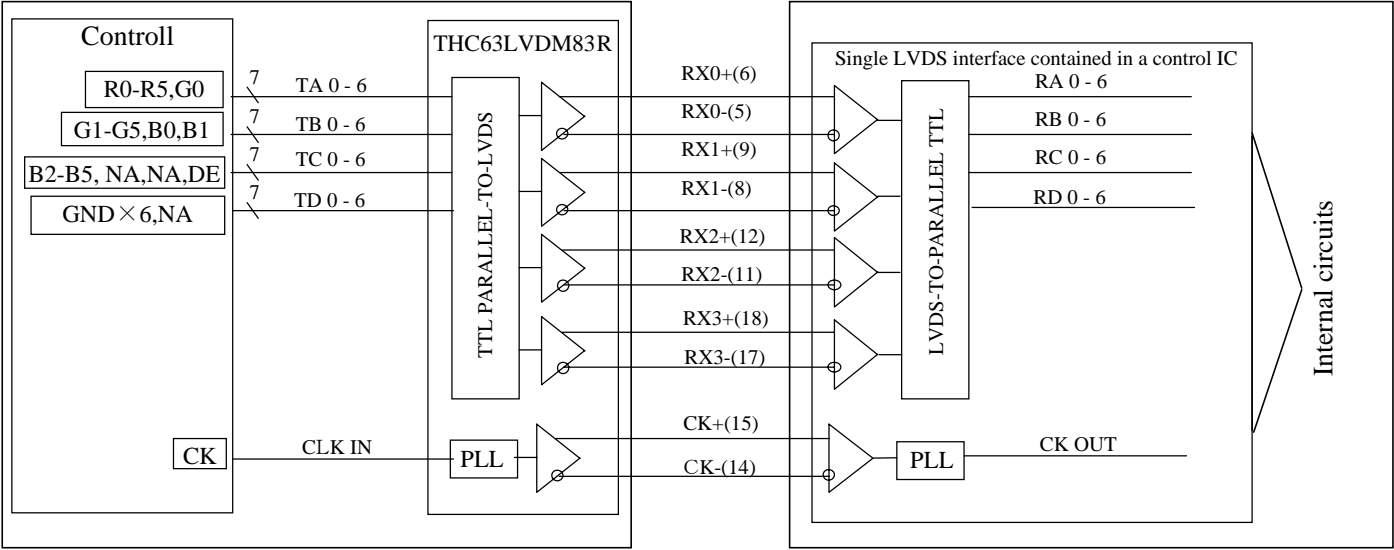 Controll
THC63LVDM83R
Single LVDS interface contained in a control IC
R0-R5,G0
7
TA 0 - 6
RX0+(6)
RA 0 - 6
RX0-(5)
G1-G5,B0,B1
7
TB 0 - 6
RB 0 - 6
RX1+(9)
B2-B5, NA,NA,DE
7
TC 0 - 6
RC 0 - 6
RX1-(8)
GND×6,NA
7
TD 0 - 6
RD 0 - 6
TTL PARALLEL-TO-LVDS
LVDS-TO-PARALLEL TTL
RX2+(12)
RX2-(11)
RX3+(18)
RX3-(17)
Internal circuits
CK
CLK IN
PLL
CK+(15)
CK-(14)
PLL
CK OUT